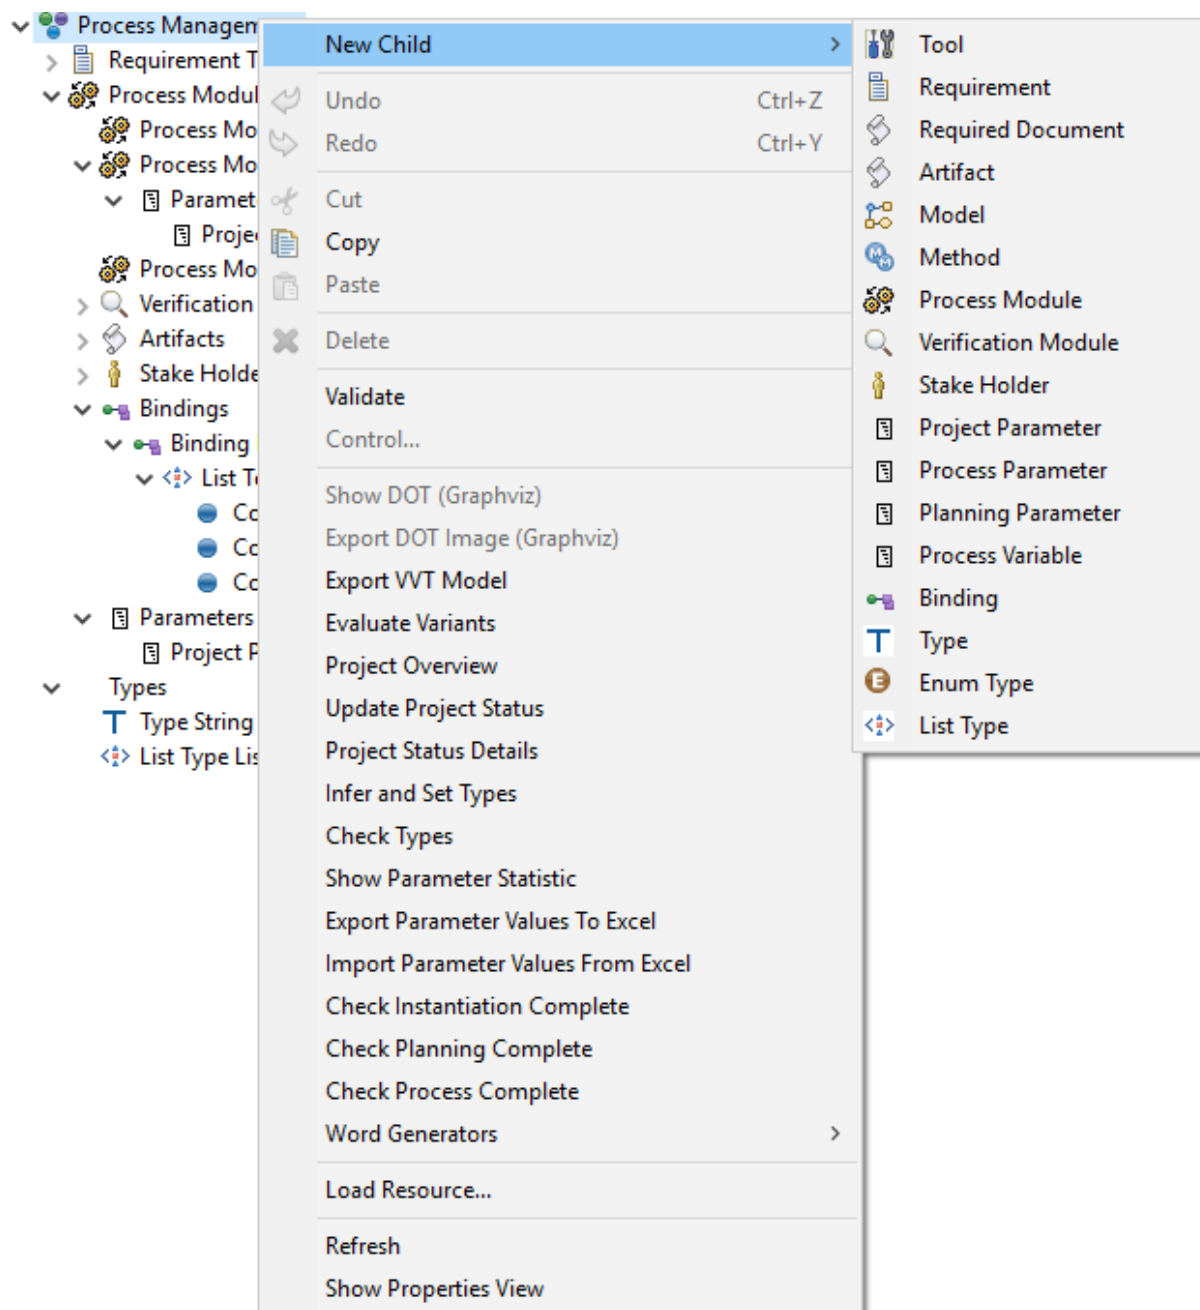 Process Managem
Requirement T
Process Modul
Process Mo
Process Mo
Paramet
Proje
Process Mo
Verification
Artifacts
Stake Holde
Bindings
Binding
List T
Co
Co
Co
Parameters
Project P
Types
Type String
List Type Lis
New Child
Undo Ctrl+Z
Redo Ctrl+Y
Cut
Copy
Paste
Delete
Validate
Control...
Show DOT (Graphviz)
Export DOT Image (Graphviz)
Export VVT Model
Evaluate Variants
Project Overview
Update Project Status
Project Status Details
Infer and Set Types
Check Types
Show Parameter Statistic
Export Parameter Values To Excel
Import Parameter Values From Excel
Check Instantiation Complete
Check Planning Complete
Check Process Complete
Word Generators
Load Resource...
Refresh
Show Properties View
Tool
Requirement
Required Document
Artifact
Model
Method
Process Module
Verification Module
Stake Holder
Project Parameter
Process Parameter
Planning Parameter
Process Variable
Binding
Type
Enum Type
List Type